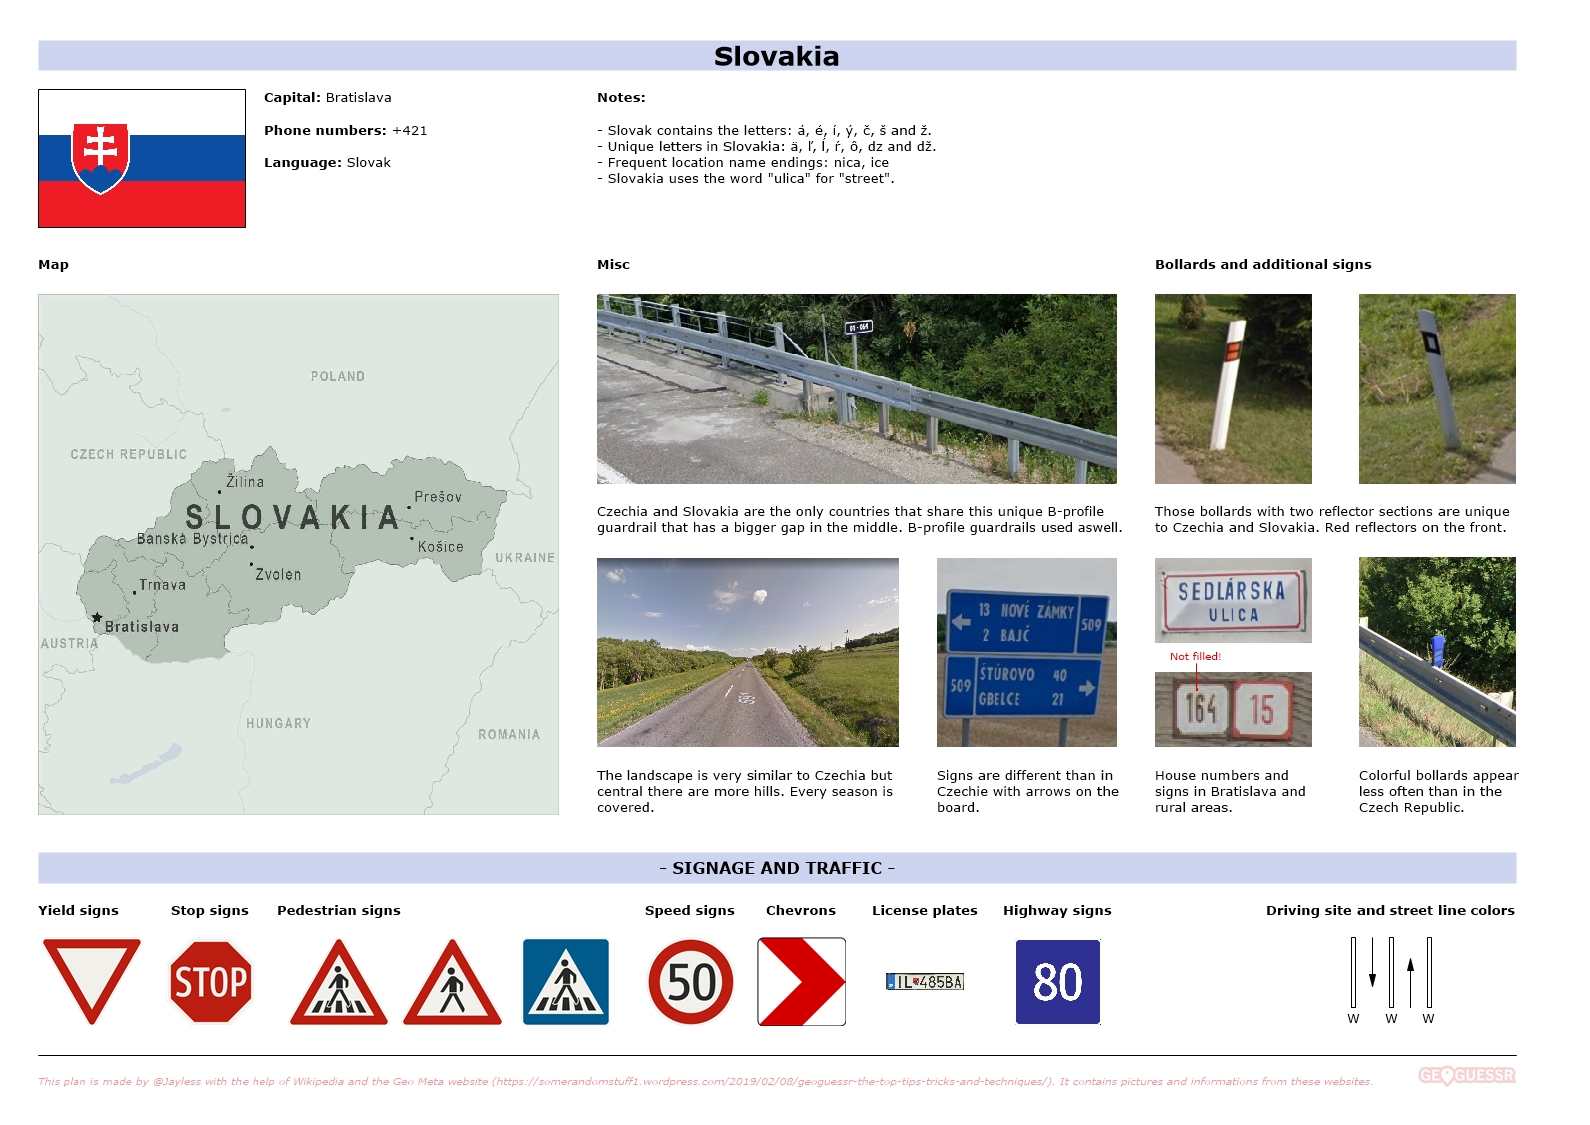 Slovakia
Capital: Bratislava
Phone numbers: +421
Language: Slovak
Notes:
- Slovak contains the letters: á, é, í, ý, č, š and ž.
- Unique letters in Slovakia: ä, ľ, ĺ, ŕ, ô, dz and dž.
- Frequent location name endings: nica, ice
- Slovakia uses the word "ulica" for "street".
Map
POLAND
CZECH REPUBLIC
Žilina
Prešov
SLOVAKIA
Banská Bystrica
Košice
UKRAINE
Zvolen
Trnava
Bratislava
AUSTRIA
HUNGARY
ROMANIA
Misc
Czechia and Slovakia are the only countries that share this unique B-profile
guardrail that has a bigger gap in the middle. B-profile guardrails used aswell.
The landscape is very similar to Czechia but
central there are more hills. Every season is
covered.
13 NOVÉ ZÁMKY
2 BAJČ
509
509
ŠTÚROVO 40
GBELCE 21
Signs are different than in
Czechie with arrows on the
board.
Bollards and additional signs
Those bollards with two reflector sections are unique
to Czechia and Slovakia. Red reflectors on the front.
SEDLÁRSKA
ULICA
Not filled!
164 15
House numbers and
signs in Bratislava and
rural areas.
Colorful bollards appear
less often than in the
Czech Republic.
- SIGNAGE AND TRAFFIC -
Yield signs
Stop signs
STOP
Pedestrian signs
Speed signs
50
Chevrons
License plates
IL 485BA
Highway signs
80
Driving site and street line colors
W W W
This plan is made by @Jayless with the help of Wikipedia and the Geo Meta website (https://somerandomstuff1.wordpress.com/2019/02/08/geoguessr-the-top-tips-tricks-and-techniques/). It contains pictures and informations from these websites.
GEOGUESSR